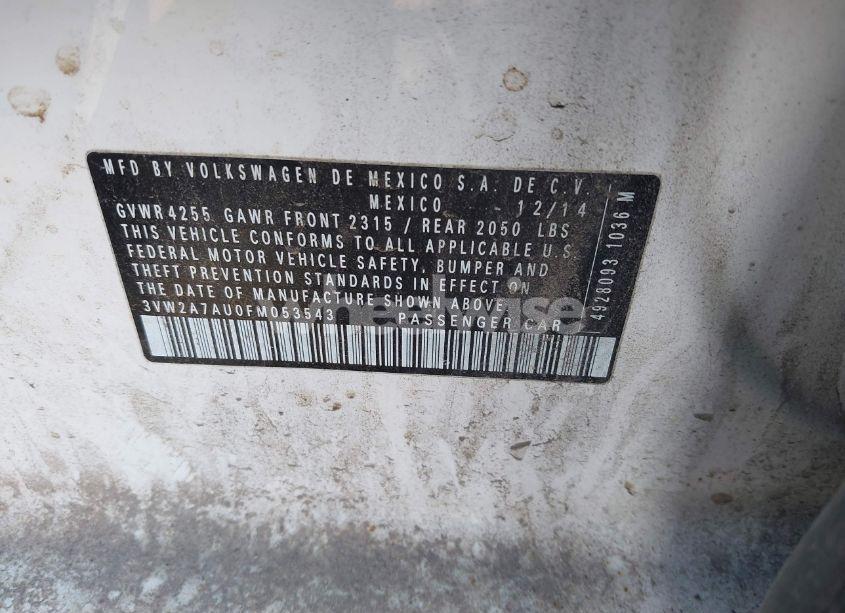 MFD BY VOLKSWAGEN DE MEXICO S.A. DE C.V.
MEXICO - 12/14
GVWR 4255 GAWR FRONT 2315 / REAR 2050 LBS
THIS VEHICLE CONFORMS TO ALL APPLICABLE U.S
FEDERAL MOTOR VEHICLE SAFETY, BUMPER AND
THEFT PREVENTION STANDARDS IN EFFECT ON
THE DATE OF MANUFACTURE SHOWN ABOVE.
3VW2A7AU0FM053543 PASSENGER CAR
4928093 1036 M